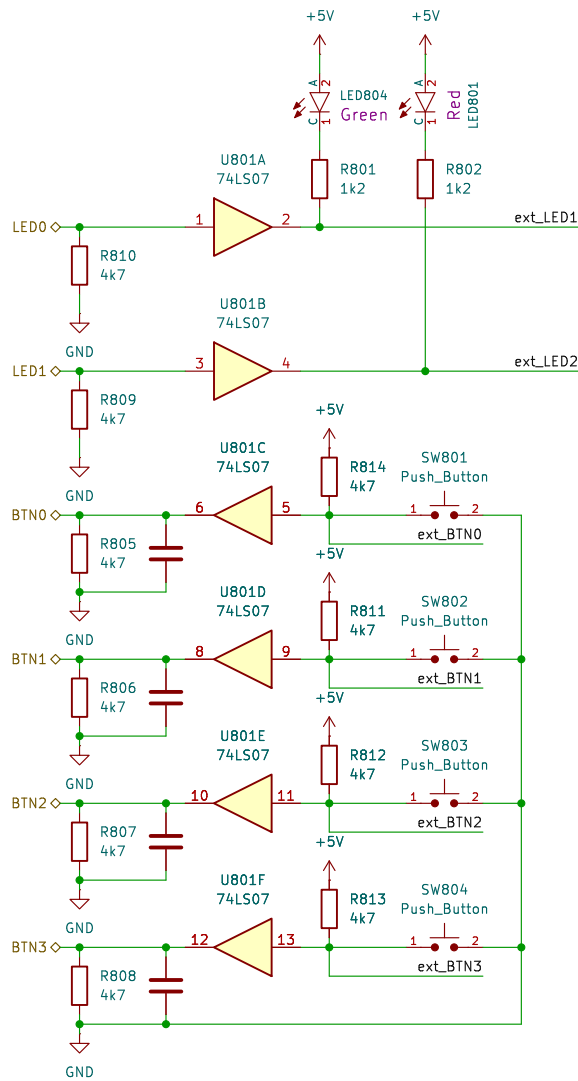 +5V
+5V
A
2
LED804
Green
C
1
A
2
Red
LED801
C
1
R801
1k2
R802
1k2
U801A
74LS07
LED0
1
2
ext_LED1
R810
4k7
GND
U801B
74LS07
LED1
3
4
ext_LED2
R809
4k7
GND
+5V
U801C
74LS07
R814
4k7
SW801
Push_Button
BTN0
6
5
1
2
ext_BTN0
R805
4k7
GND
+5V
U801D
74LS07
R811
4k7
SW802
Push_Button
BTN1
8
9
1
2
ext_BTN1
R806
4k7
GND
+5V
U801E
74LS07
R812
4k7
SW803
Push_Button
BTN2
10
11
1
2
ext_BTN2
R807
4k7
GND
+5V
U801F
74LS07
R813
4k7
SW804
Push_Button
BTN3
12
13
1
2
ext_BTN3
R808
4k7
GND